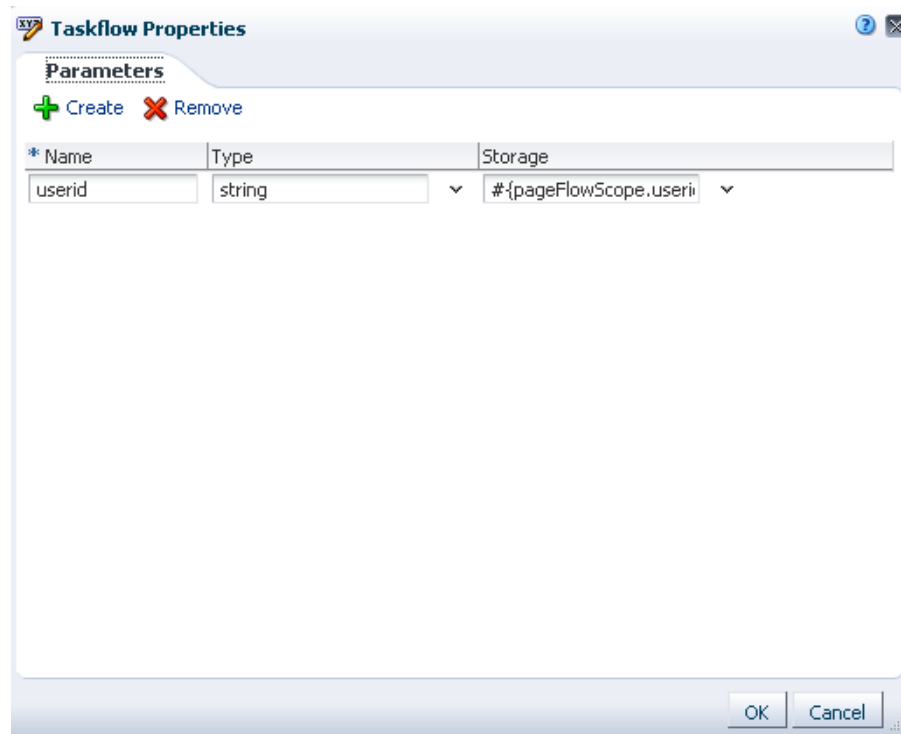 Taskflow Properties
Parameters
Create Remove
* Name Type Storage
userid string #{pageFlowScope.useri
OK Cancel